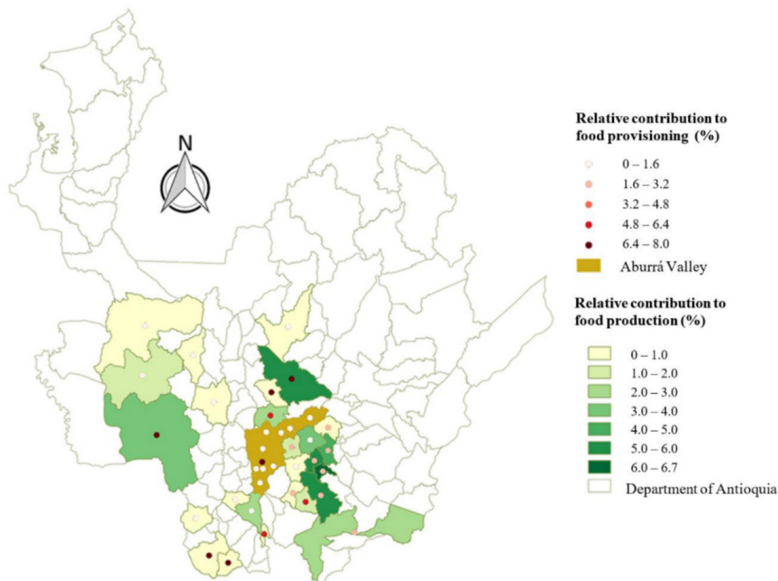 N
Relative contribution to
food provisioning (%)
0 – 1.6
1.6 – 3.2
3.2 – 4.8
4.8 – 6.4
6.4 – 8.0
Aburrá Valley
Relative contribution to
food production (%)
0 – 1.0
1.0 – 2.0
2.0 – 3.0
3.0 – 4.0
4.0 – 5.0
5.0 – 6.0
6.0 – 6.7
Department of Antioquia